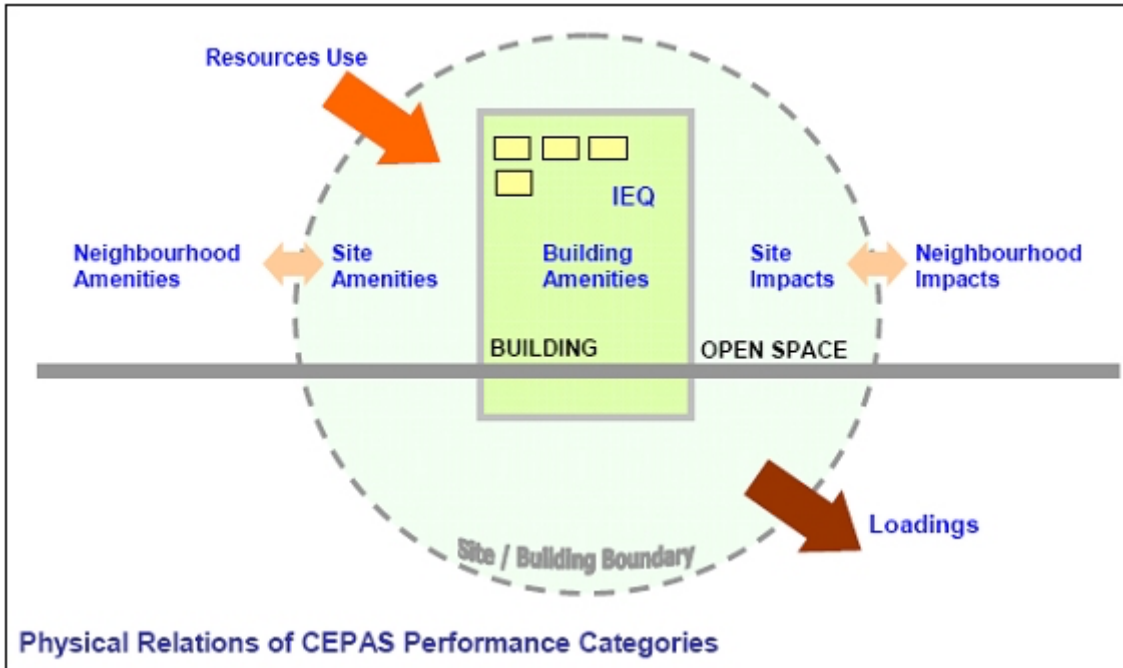 Resources Use
IEQ
Neighbourhood
Amenities
Site
Amenities
Building
Amenities
Site
Impacts
Neighbourhood
Impacts
BUILDING
OPEN SPACE
Loadings
Site / Building Boundary
Physical Relations of CEPAS Performance Categories